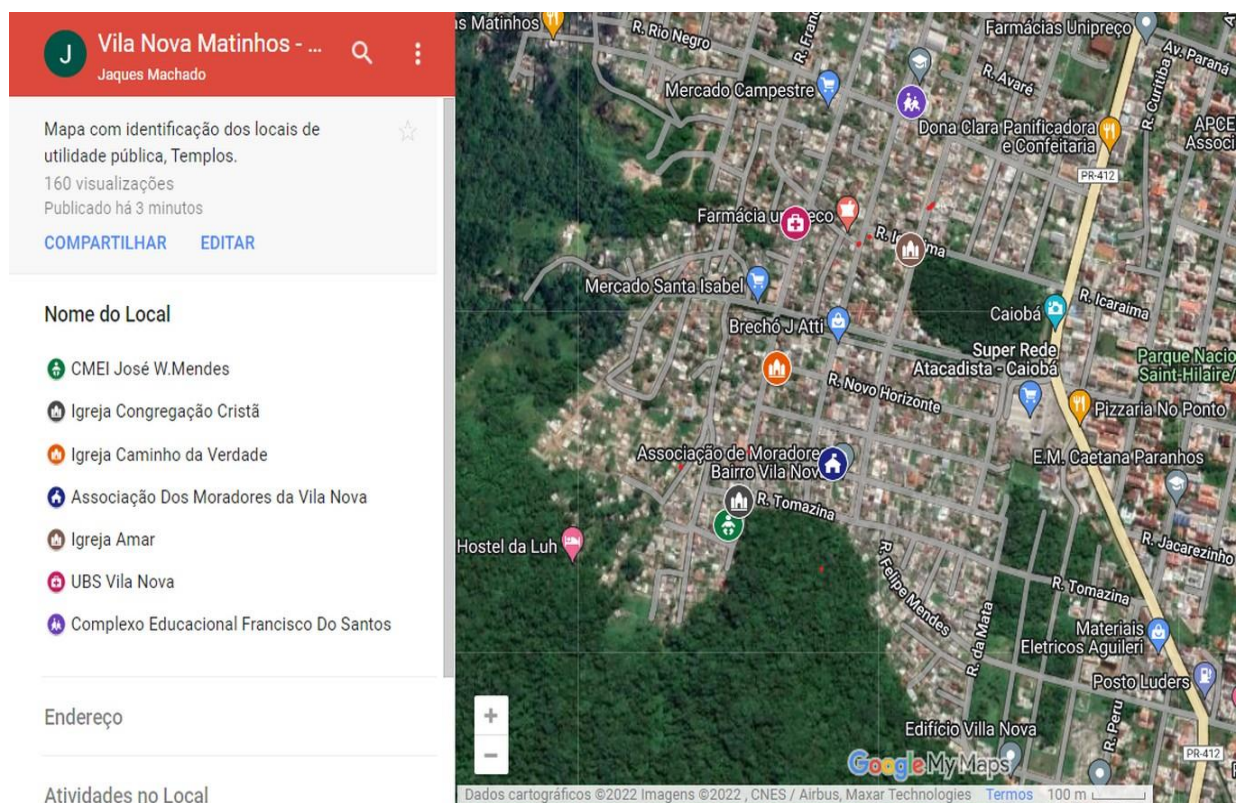 J
Vila Nova Matinhos - ...
Jaques Machado
Mapa com identificação dos locais de
utilidade pública, Templos.
160 visualizações
Publicado há 3 minutos
COMPARTILHAR EDITAR
Nome do Local
CMEI José W.Mendes
Igreja Congregação Cristã
Igreja Caminho da Verdade
Associação Dos Moradores da Vila Nova
Igreja Amar
UBS Vila Nova
Complexo Educacional Francisco Do Santos
Endereço
Atividades no Local
Matinhos
R. Rio Negro
Farmácias Unipreço
Av. Paraná
R. Curitiba
Mercado Campestre
R. Avaré
Dona Clara Panificadora
e Confeitaria
PR-412
R. Icaraíma
Mercado Santa Isabel
Brechó J Atti
Caiobá
R. Icaraíma
Super Rede
Atacadista - Caiobá
Saint-Hilaire/
R. Novo Horizonte
Pizzaria No Ponto
Associação de Moradores
Bairro Vila Nova
E.M. Caetana Paranhos
R. Tomazina
Hostel da Luh
R. Jacarezinho
R. Felipe Mendes
R. Tomazina
R. da Mata
Materiais
Eletricos Aguileri
Posto Luders
Edifício Villa Nova
R. Peru
PR-412
Google My Maps
Dados cartográficos ©2022 Imagens ©2022 , CNES / Airbus, Maxar Technologies Termos 100 m